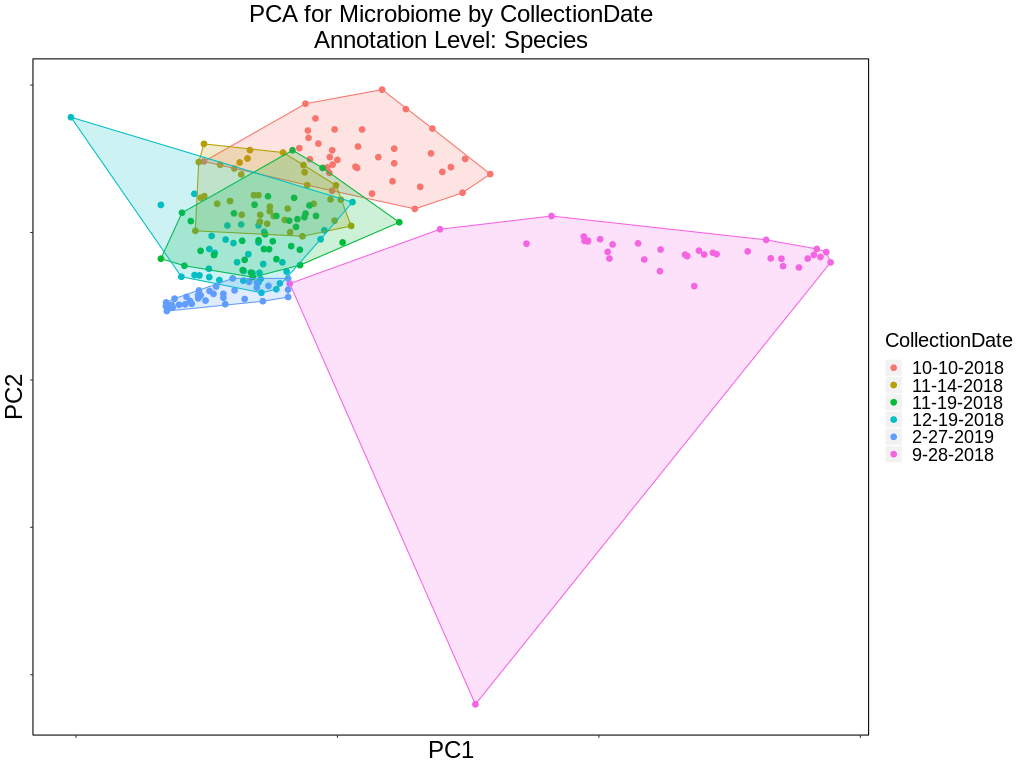 PCA for Microbiome by CollectionDate
Annotation Level: Species
PC2
PC1
CollectionDate
10-10-2018
11-14-2018
11-19-2018
12-19-2018
2-27-2019
9-28-2018